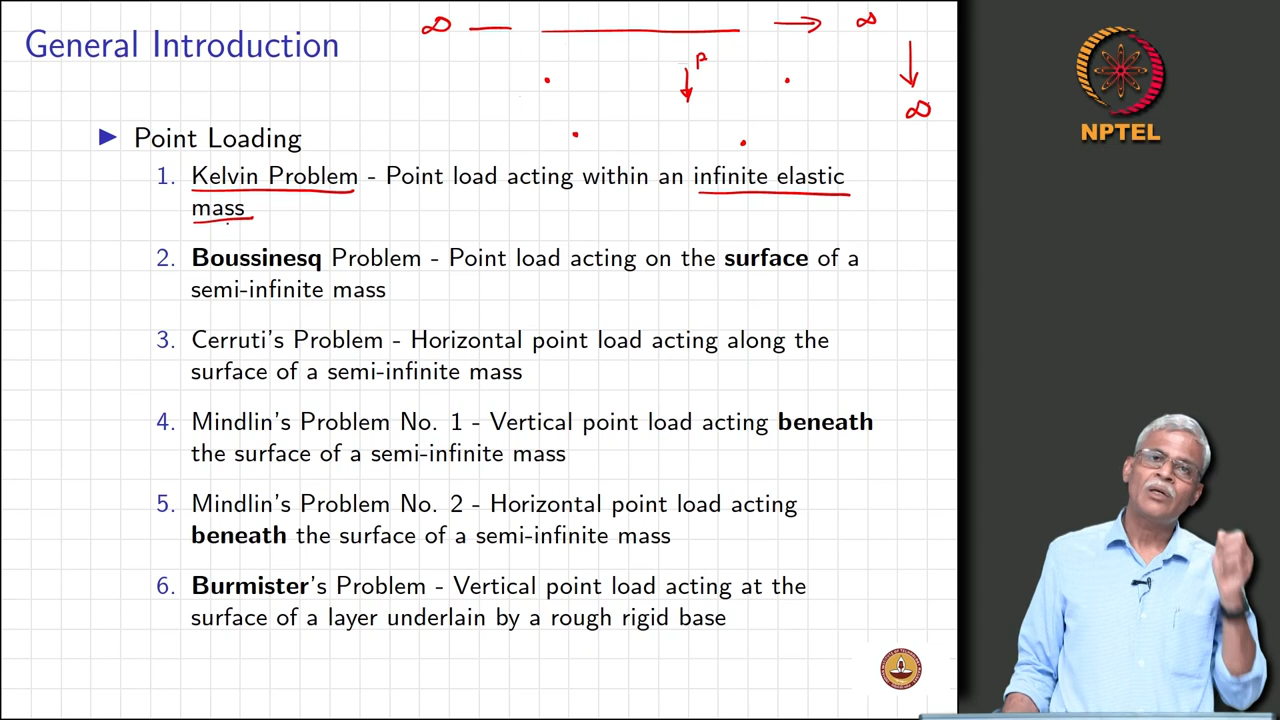 General Introduction
∞
∞
P
∞
NPTEL
▶ Point Loading
1. Kelvin Problem - Point load acting within an infinite elastic
mass
2. Boussinesq Problem - Point load acting on the surface of a
semi-infinite mass
3. Cerruti's Problem - Horizontal point load acting along the
surface of a semi-infinite mass
4. Mindlin's Problem No. 1 - Vertical point load acting beneath
the surface of a semi-infinite mass
5. Mindlin's Problem No. 2 - Horizontal point load acting
beneath the surface of a semi-infinite mass
6. Burmister's Problem - Vertical point load acting at the
surface of a layer underlain by a rough rigid base